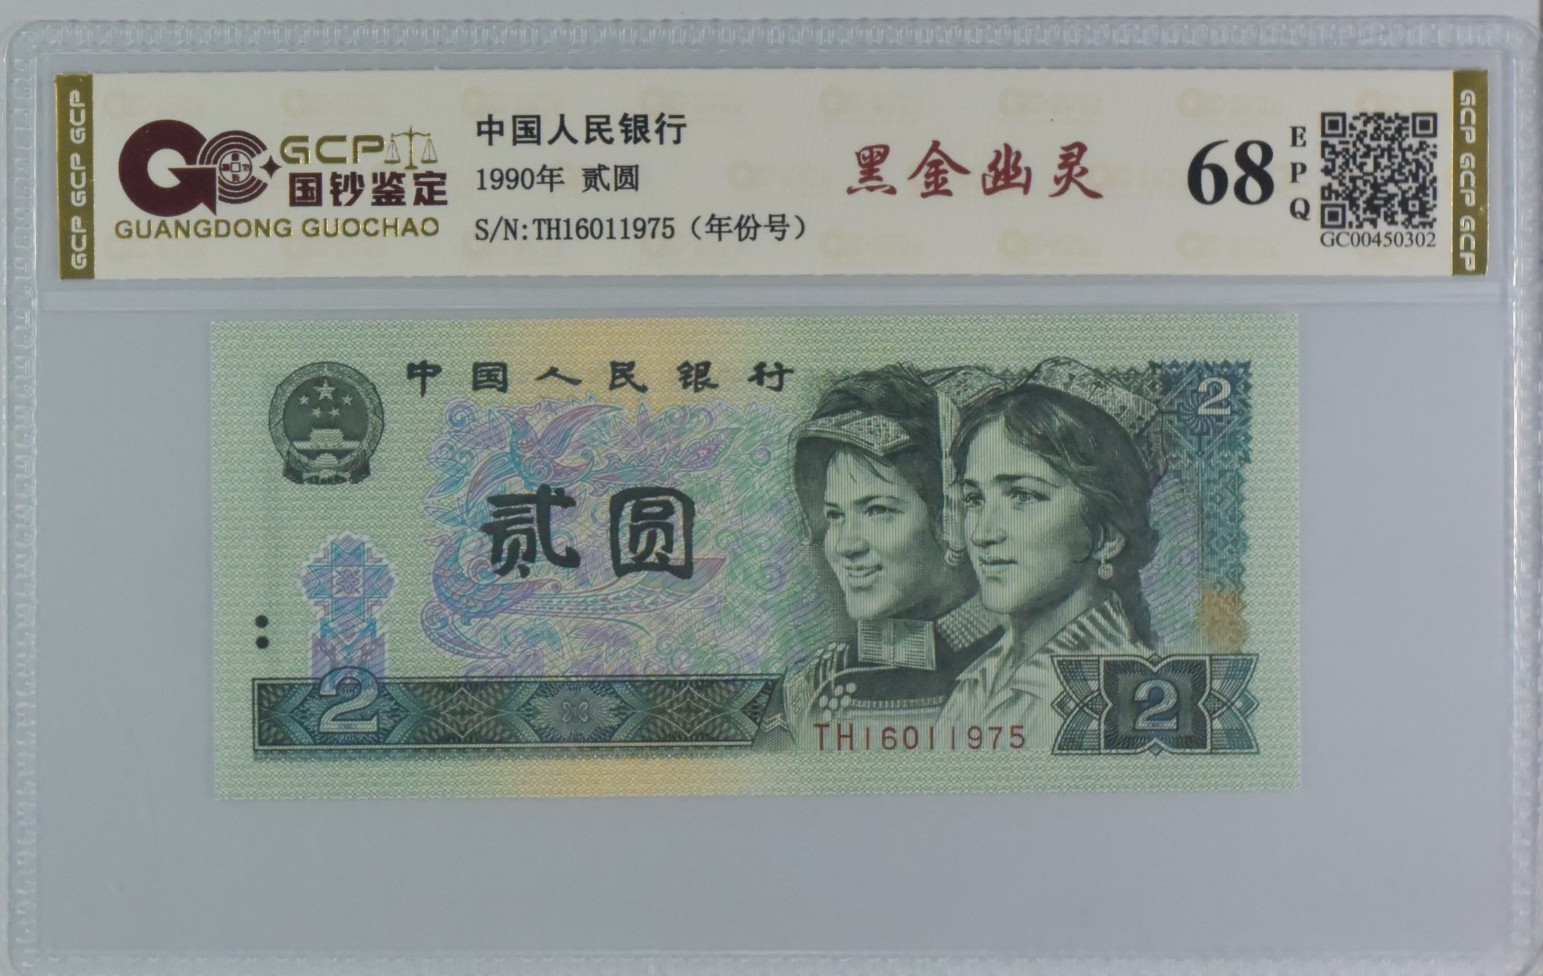 GCP GCP GCP
GCP
国钞鉴定
GUANGDONG GUOCHAO
中国人民银行
1990年 贰圆
S/N:TH16011975（年份号）
黑金幽灵
68
EPQ
GC00450302
GCP GCP GCP
中国人民银行
2
贰圆
2
TH16011975
2